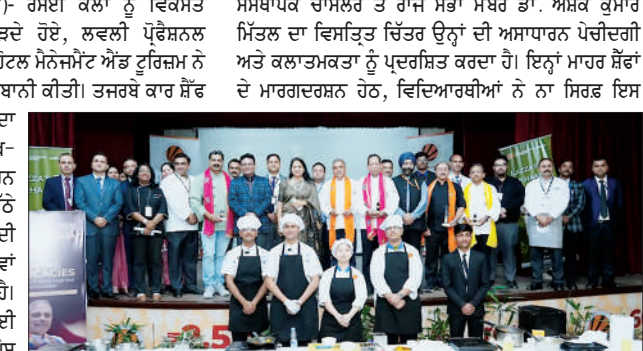 )- ਰਸੋਈ ਕਲਾ ਨੂੰ ਵਿਕਸਤ
ੜਦੇ ਹੋਏ, ਲਵਲੀ ਪ੍ਰੋਫੈਸ਼ਨਲ
ੋਟਲ ਮੈਨੇਜਮੈਂਟ ਐਂਡ ਟੂਰਿਜ਼ਮ ਨੇ
ਬਾਨੀ ਕੀਤੀ। ਤਜਰਬੇ ਕਾਰ ਸ਼ੈੱਫ
ਦਾ
ਥ-
ਨ
ੱਠੇ
ਦੀ
ਵਾਂ
ਹੈ।
ਈ
ਸੰਸਥਾਪਕ ਚਾਂਸਲਰ ਤੇ ਰਾਜ ਸਭਾ ਮੈਂਬਰ ਡਾ. ਅਸ਼ੋਕ ਕੁਮਾਰ
ਮਿੱਤਲ ਦਾ ਵਿਸਤ੍ਰਿਤ ਚਿੱਤਰ ਉਨ੍ਹਾਂ ਦੀ ਅਸਾਧਾਰਨ ਪੇਚੀਦਗੀ
ਅਤੇ ਕਲਾਤਮਕਤਾ ਨੂੰ ਪ੍ਰਦਰਸ਼ਿਤ ਕਰਦਾ ਹੈ। ਇਨ੍ਹਾਂ ਮਾਹਰ ਸ਼ੈੱਫਾਂ
ਦੇ ਮਾਰਗਦਰਸ਼ਨ ਹੇਠ, ਵਿਦਿਆਰਥੀਆਂ ਨੇ ਨਾ ਸਿਰਫ਼ ਇਸ